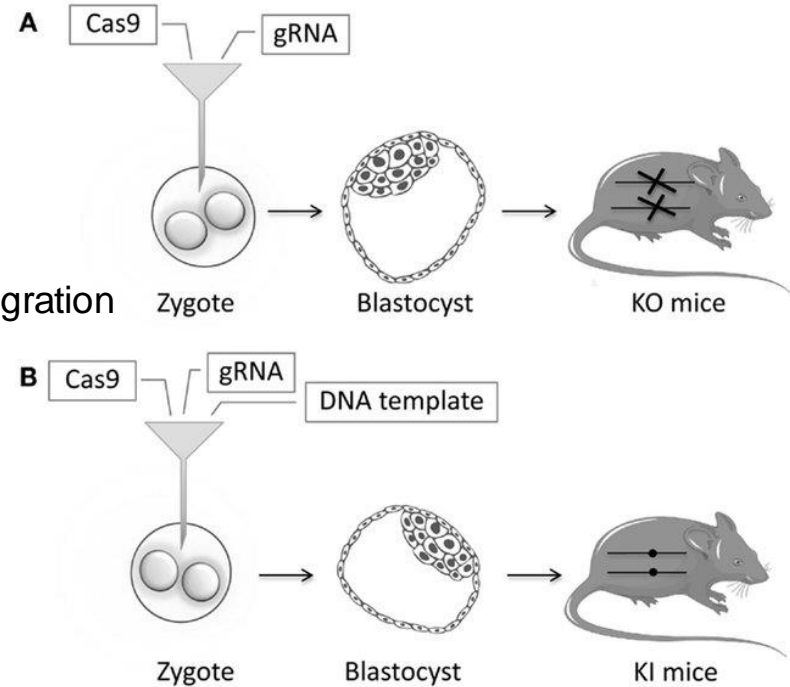 A
Cas9
gRNA
gration
Zygote
Blastocyst
KO mice
B
Cas9
gRNA
DNA template
Zygote
Blastocyst
KI mice